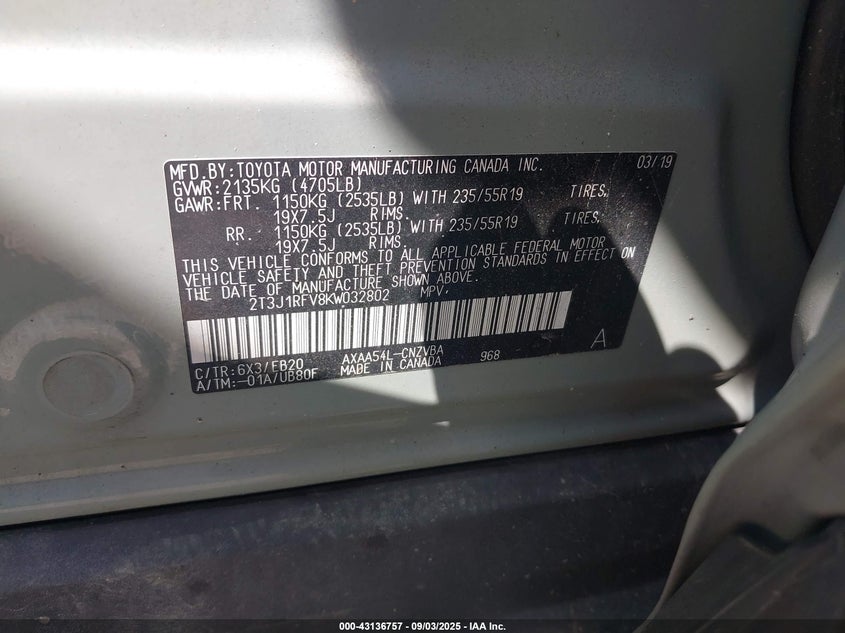 MFD.BY:TOYOTA MOTOR MANUFACTURING CANADA INC. 03/19
GVWR:2135KG (4705LB)
GAWR:FRT. 1150KG (2535LB) WITH 235/55R19 TIRES,
19X7.5J RIMS.
RR. 1150KG (2535LB) WITH 235/55R19 TIRES,
19X7.5J RIMS.
THIS VEHICLE CONFORMS TO ALL APPLICABLE FEDERAL MOTOR
VEHICLE SAFETY AND THEFT PREVENTION STANDARDS IN EFFECT ON
THE DATE OF MANUFACTURE SHOWN ABOVE.
2T3J1RFV8KW032802 MPV
A
C/TR:6X3/FB20 AXAA54L-CNZVBA 968
A/TM:-01A/UB80F MADE IN CANADA
000-43136757 - 09/03/2025 - IAA Inc.